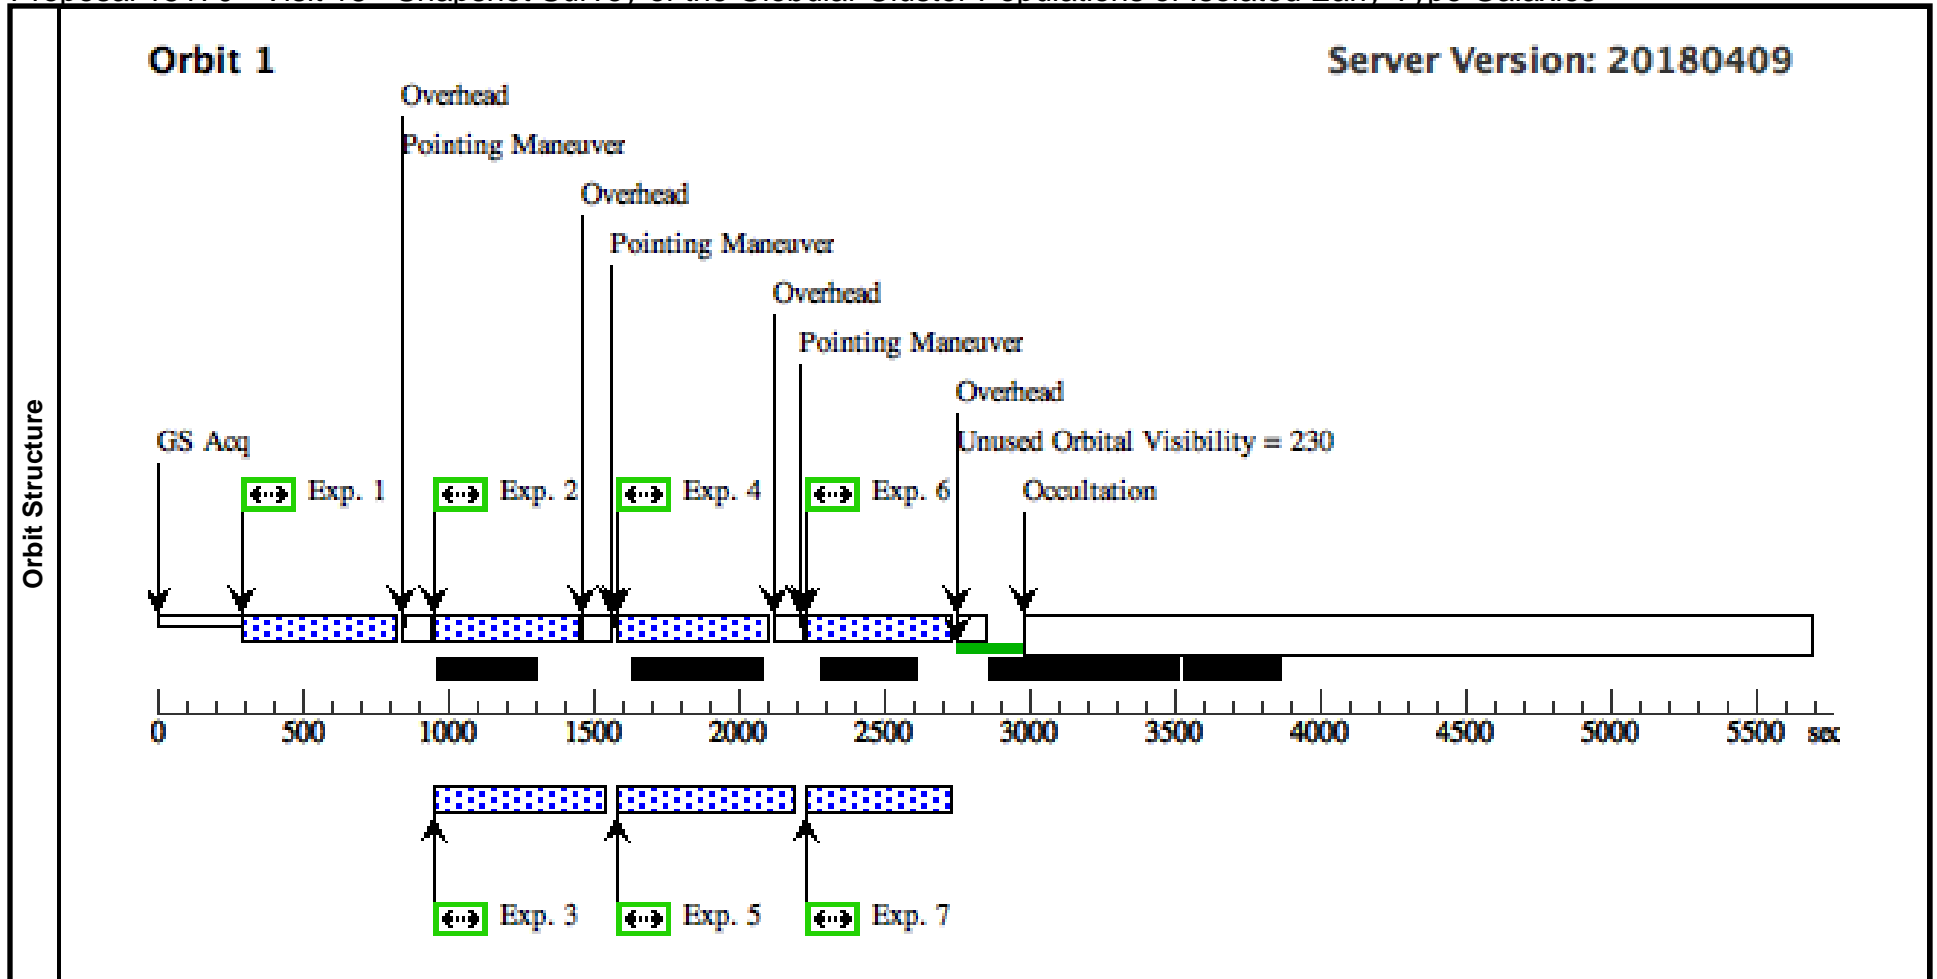 Orbit 1
Server Version: 20180409
Overhead
Pointing Maneuver
Overhead
Pointing Maneuver
Overhead
Pointing Maneuver
Overhead
GS Acq
Unused Orbital Visibility = 230
Exp. 1
Exp. 2
Exp. 4
Exp. 6
Occultation
Orbit Structure
0 500 1000 1500 2000 2500 3000 3500 4000 4500 5000 5500 sec
Exp. 3
Exp. 5
Exp. 7